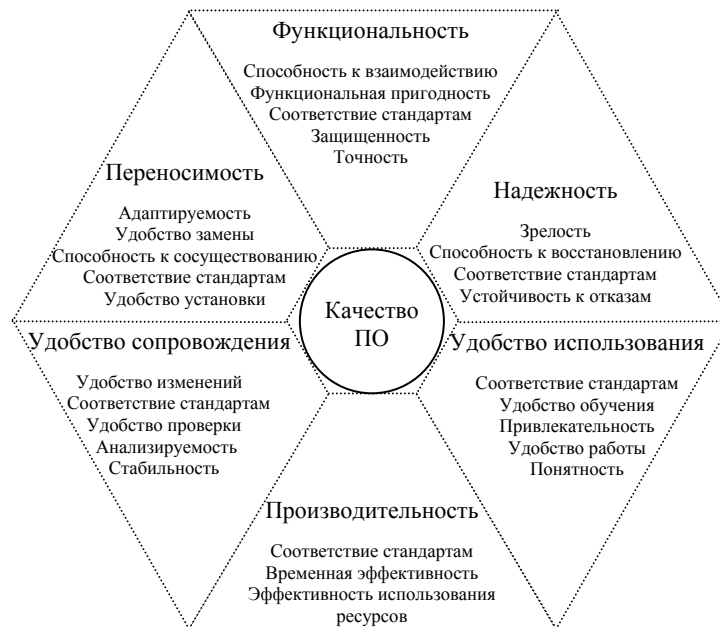 Функциональность
Способность к взаимодействию
Функциональная пригодность
Соответствие стандартам
Защищенность
Точность
Переносимость
Адаптируемость
Удобство замены
Способность к сосуществованию
Соответствие стандартам
Удобство установки
Надежность
Зрелость
Способность к восстановлению
Соответствие стандартам
Устойчивость к отказам
Качество
ПО
Удобство сопровождения
Удобство изменений
Соответствие стандартам
Удобство проверки
Анализируемость
Стабильность
Удобство использования
Соответствие стандартам
Удобство обучения
Привлекательность
Удобство работы
Понятность
Производительность
Соответствие стандартам
Временная эффективность
Эффективность использования
ресурсов